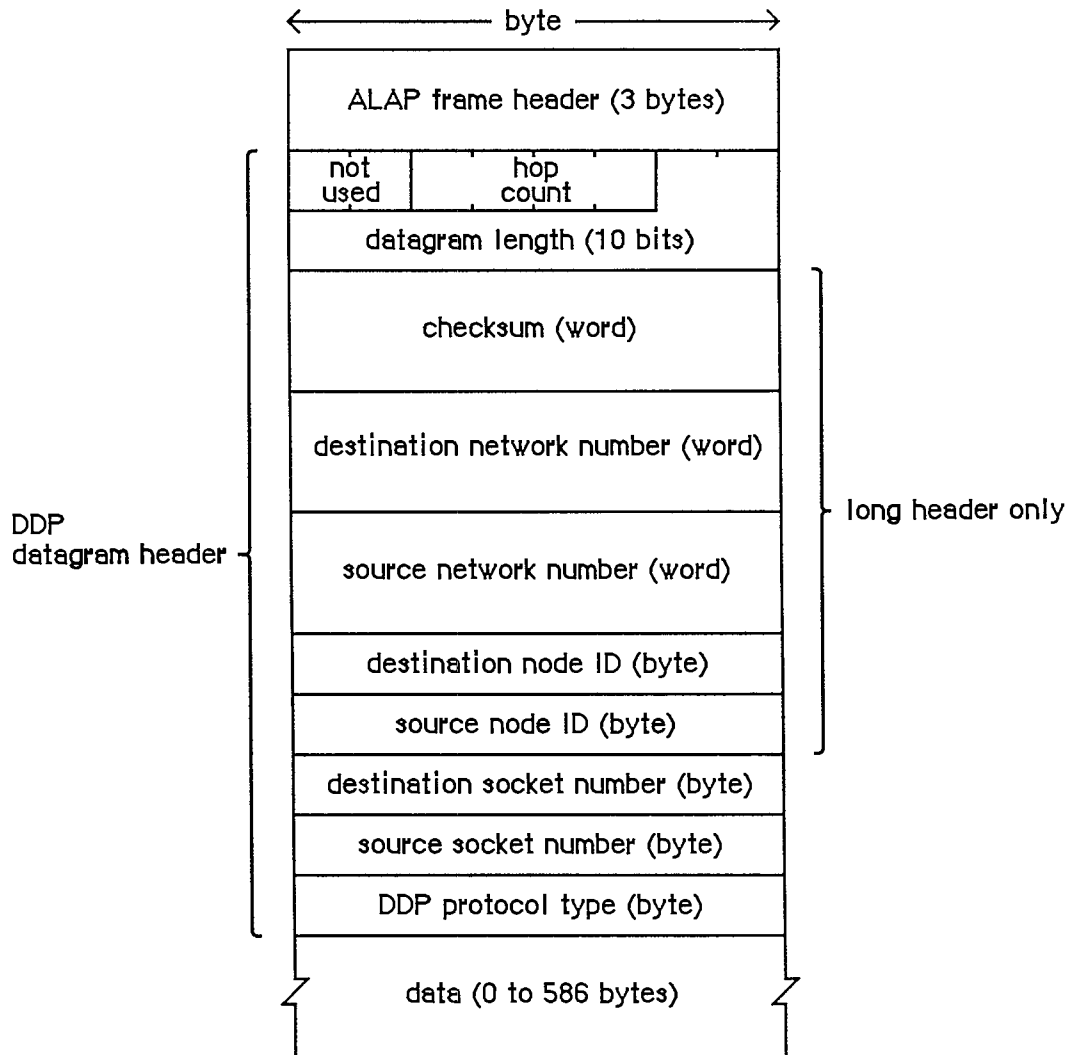 byte
ALAP frame header (3 bytes)
not
used
hop
count
datagram length (10 bits)
checksum (word)
destination network number (word)
DDP
datagram header
long header only
source network number (word)
destination node ID (byte)
source node ID (byte)
destination socket number (byte)
source socket number (byte)
DDP protocol type (byte)
data (0 to 586 bytes)